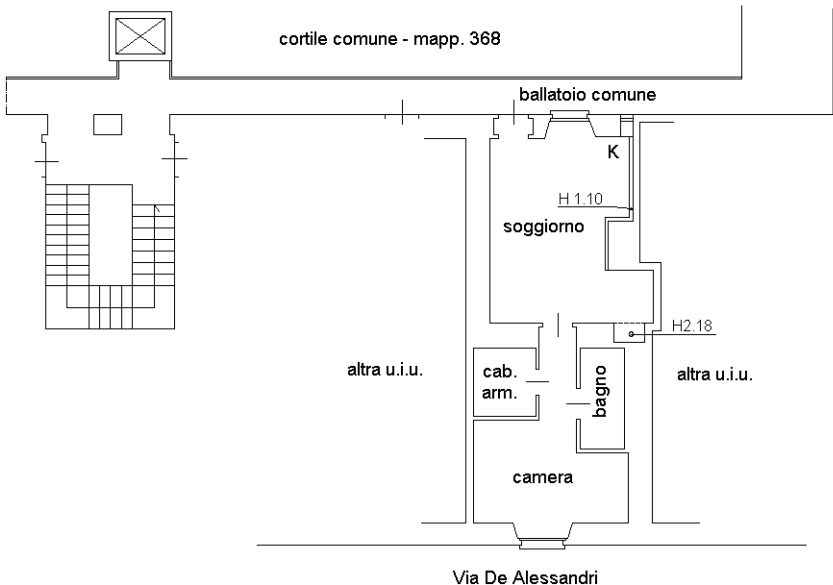 cortile comune - mapp. 368
ballatoio comune
K
H 1.10
soggiorno
H2.18
altra u.i.u.
cab.
arm.
bagno
altra u.i.u.
camera
Via De Alessandri